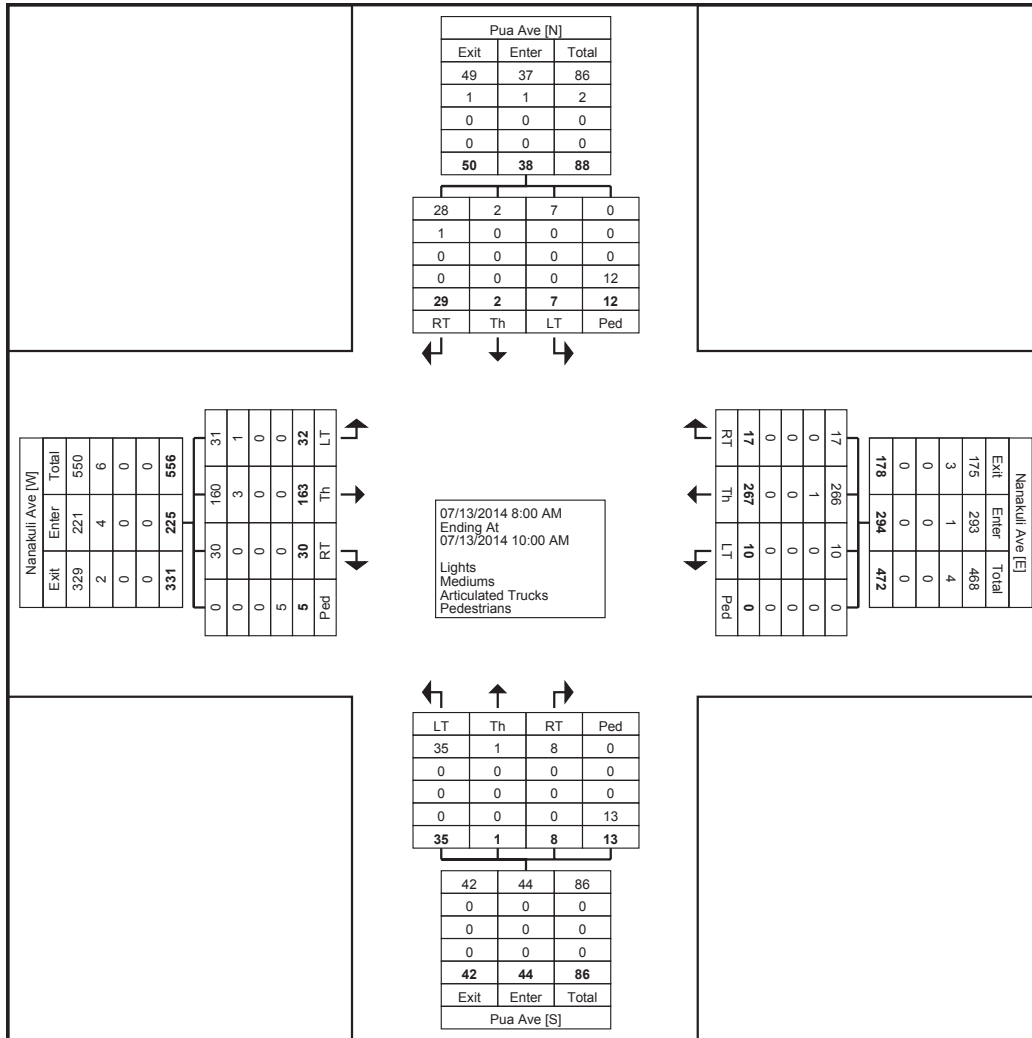 Pua Ave [N]
Exit Enter Total
49 37 86
1 1 2
0 0 0
0 0 0
50 38 88
28 2 7 0
1 0 0 0
0 0 0 0
0 0 0 12
29 2 7 12
RT Th LT Ped
Nanakuli Ave [W]
Total 550 6 0 0 556
Enter 221 4 0 0 225
Exit 329 2 0 0 331
31 1 0 0 32 LT
160 3 0 0 163 Th
30 0 0 0 30 RT
0 0 0 5 5 Ped
07/13/2014 8:00 AM
Ending At
07/13/2014 10:00 AM
Lights
Mediums
Articulated Trucks
Pedestrians
RT 17 0 0 0 17
Th 267 0 0 1 266
LT 10 0 0 0 10
Ped 0 0 0 0 0
Nanakuli Ave [E]
Exit Enter Total
175 293 468
3 1 4
0 0 0
0 0 0
178 294 472
LT Th RT Ped
35 1 8 0
0 0 0 0
0 0 0 0
0 0 0 13
35 1 8 13
42 44 86
0 0 0
0 0 0
0 0 0
42 44 86
Exit Enter Total
Pua Ave [S]